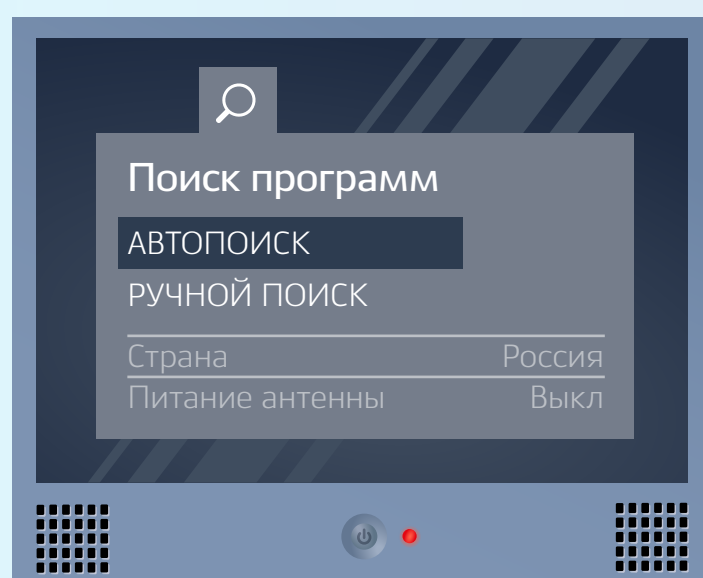 Поиск программ
АВТОПОИСК
РУЧНОЙ ПОИСК
Страна Россия
Питание антенны Выкл